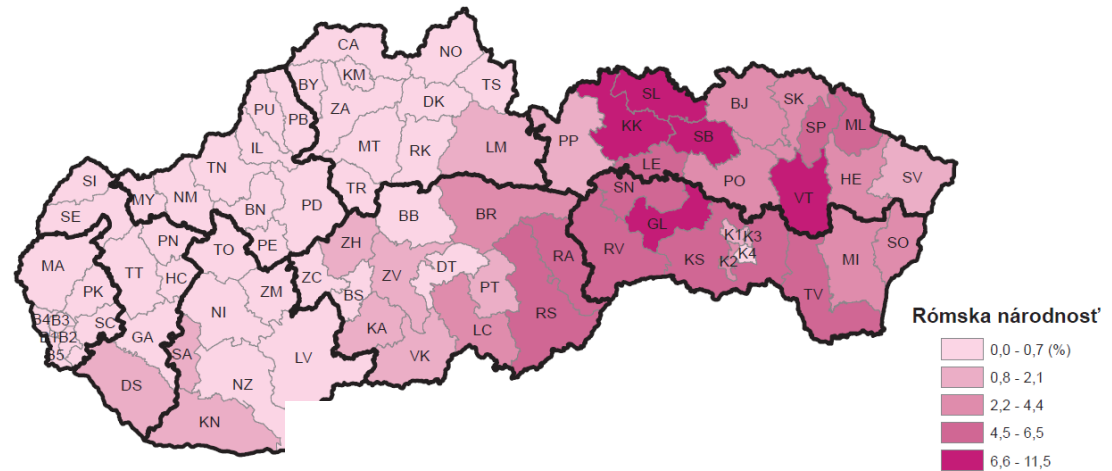 CA
NO
BY
KM
TS
PU
PB
ZA
DK
SL
BJ
SK
IL
MT
RK
LM
PP
KK
SB
SP
ML
TN
LE
SI
TR
PO
VT
HE
SV
MY
NM
BN
PD
SN
SE
BB
BR
GL
PN
TO
PE
ZH
K1
K3
SO
MA
TT
HC
ZC
ZV
DT
RA
RV
KS
K2
K4
MI
PK
ZM
BS
PT
TV
NI
B4
B3
SC
GA
KA
LC
RS
B1
B2
B5
SA
LV
VK
DS
NZ
KN
Rómska národnosť
0,0 - 0,7 (%)
0,8 - 2,1
2,2 - 4,4
4,5 - 6,5
6,6 - 11,5